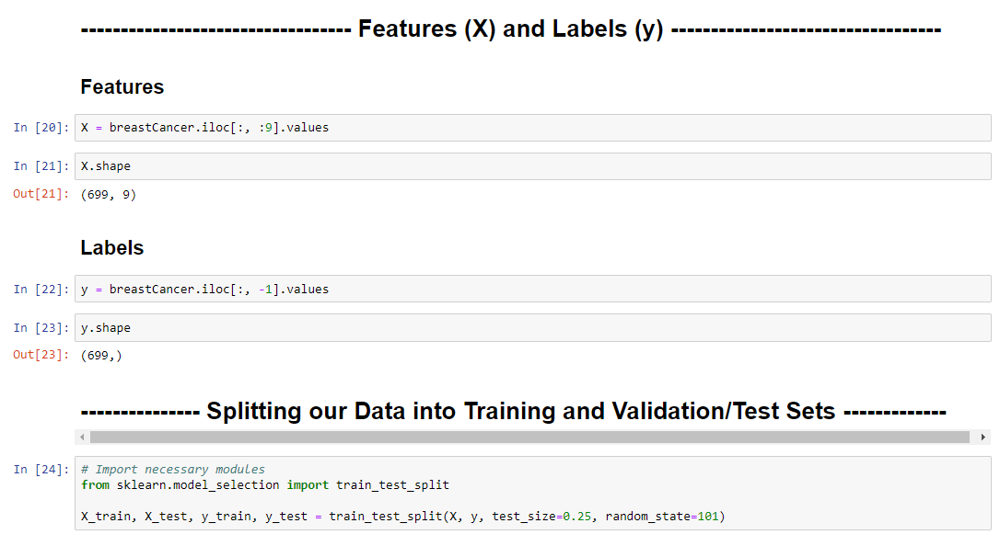 ---------------------------------- Features (X) and Labels (y) ----------------------------------
Features
In [20]: X = breastCancer.iloc[:, :9].values
In [21]: X.shape
Out[21]: (699, 9)
Labels
In [22]: y = breastCancer.iloc[:, -1].values
In [23]: y.shape
Out[23]: (699,)
--------------- Splitting our Data into Training and Validation/Test Sets -------------
In [24]: # Import necessary modules
from sklearn.model_selection import train_test_split
X_train, X_test, y_train, y_test = train_test_split(X, y, test_size=0.25, random_state=101)